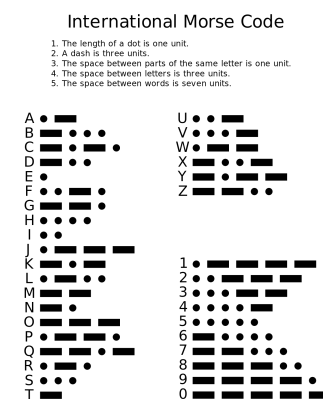 International Morse Code
1. The length of a dot is one unit.
2. A dash is three units.
3. The space between parts of the same letter is one unit.
4. The space between letters is three units.
5. The space between words is seven units.
A
B
C
D
E
F
G
H
I
J
K
L
M
N
O
P
Q
R
S
T
U
V
W
X
Y
Z
1
2
3
4
5
6
7
8
9
0